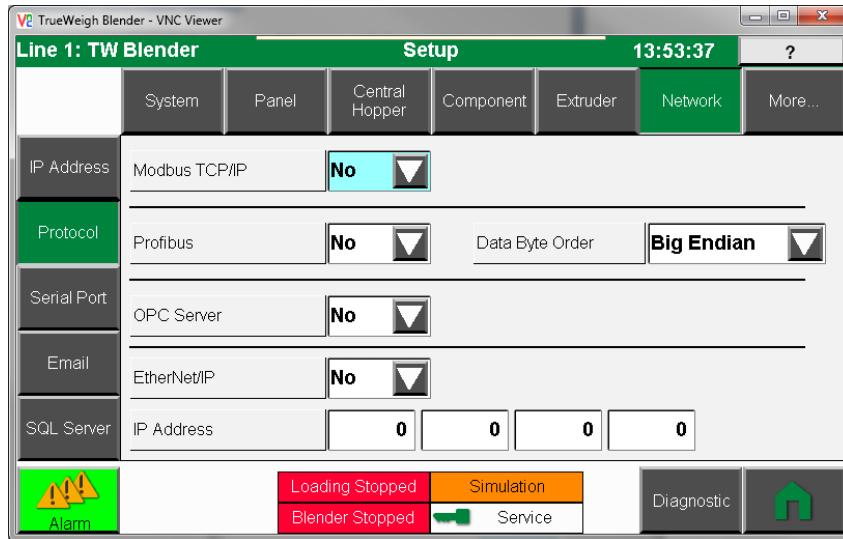 TrueWeigh Blender - VNC Viewer
Line 1: TW Blender Setup 13:53:37 ?
System Panel Central Hopper Component Extruder Network More...
IP Address
Modbus TCP/IP No
Protocol
Profibus No Data Byte Order Big Endian
Serial Port
OPC Server No
Email
EtherNet/IP No
SQL Server
IP Address 0 0 0 0
Alarm
Loading Stopped Simulation
Blender Stopped Service
Diagnostic